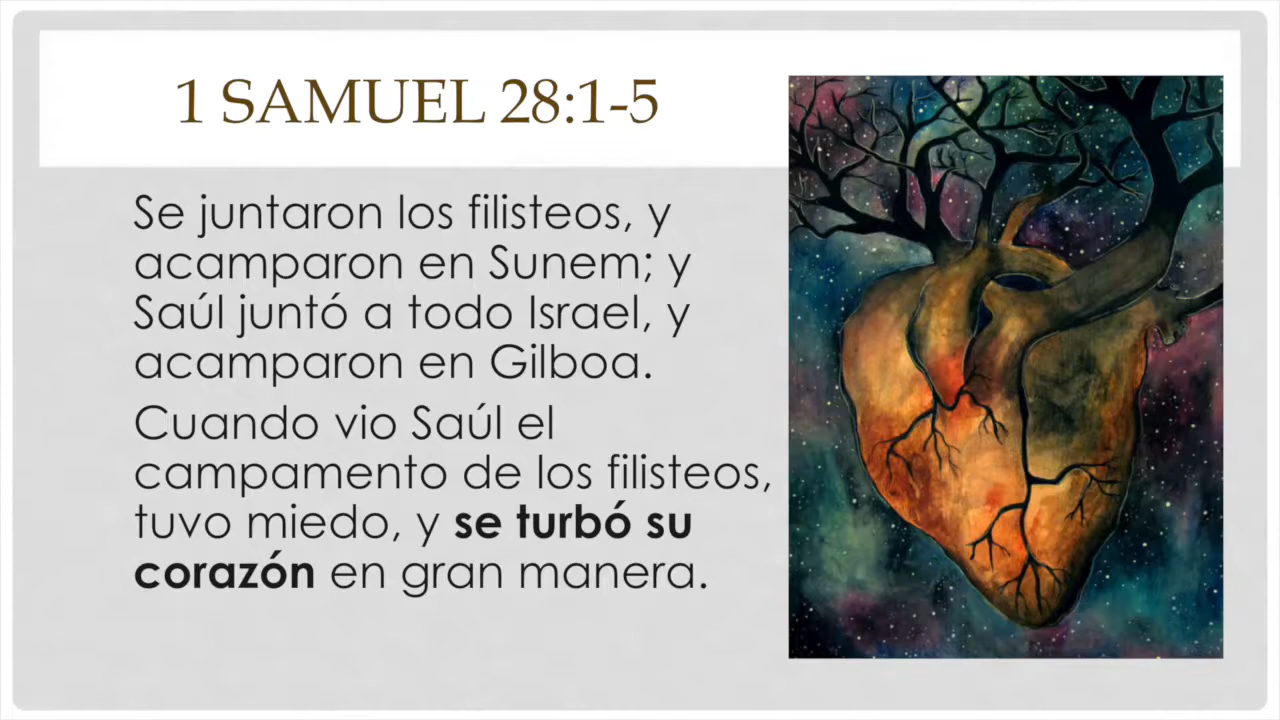 1 SAMUEL 28:1-5
Se juntaron los filisteos, y
acamparon en Sunem; y
Saúl juntó a todo Israel, y
acamparon en Gilboa.
Cuando vio Saúl el
campamento de los filisteos,
tuvo miedo, y se turbó su
corazón en gran manera.